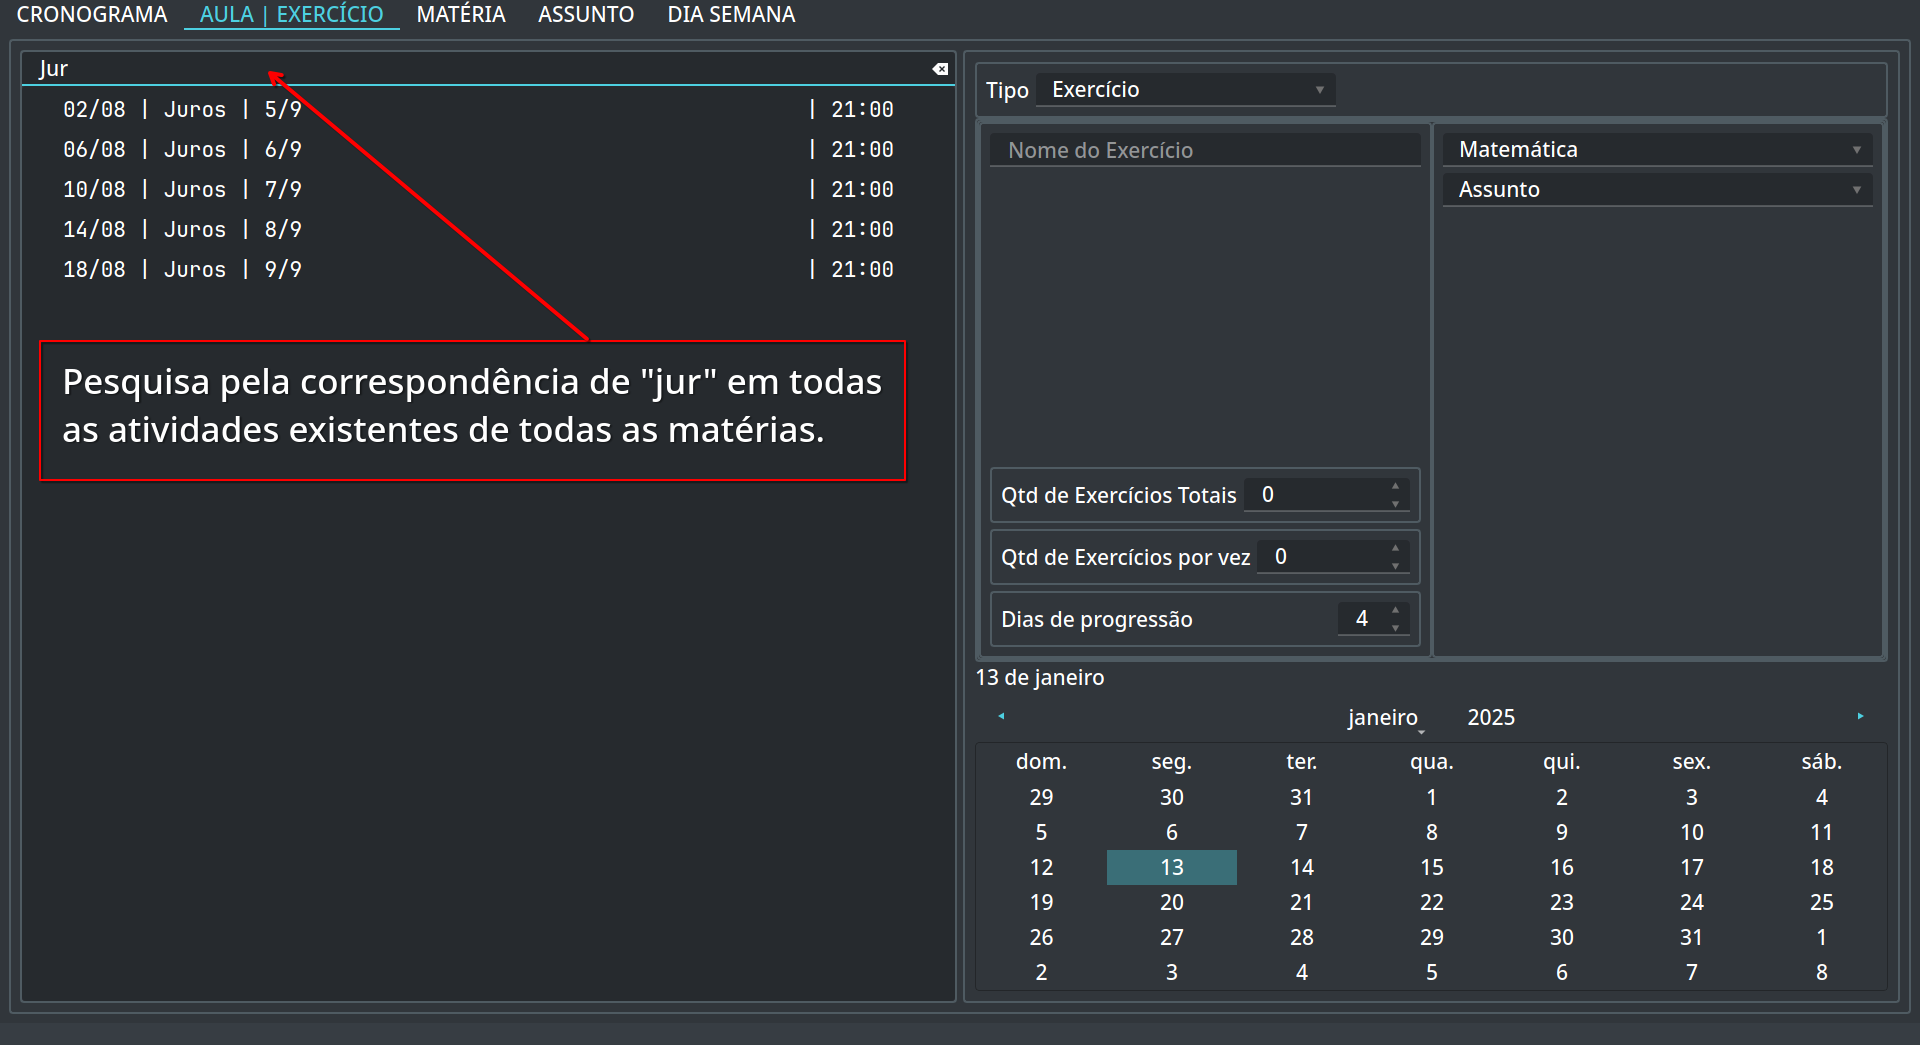 CRONOGRAMA AULA | EXERCÍCIO MATÉRIA ASSUNTO DIA SEMANA
Jur
02/08 | Juros | 5/9 | 21:00
06/08 | Juros | 6/9 | 21:00
10/08 | Juros | 7/9 | 21:00
14/08 | Juros | 8/9 | 21:00
18/08 | Juros | 9/9 | 21:00
Pesquisa pela correspondência de "jur" em todas
as atividades existentes de todas as matérias.
Tipo Exercício
Nome do Exercício
Matemática
Assunto
Qtd de Exercícios Totais 0
Qtd de Exercícios por vez 0
Dias de progressão 4
13 de janeiro
janeiro 2025
dom. seg. ter. qua. qui. sex. sáb.
29 30 31 1 2 3 4
5 6 7 8 9 10 11
12 13 14 15 16 17 18
19 20 21 22 23 24 25
26 27 28 29 30 31 1
2 3 4 5 6 7 8